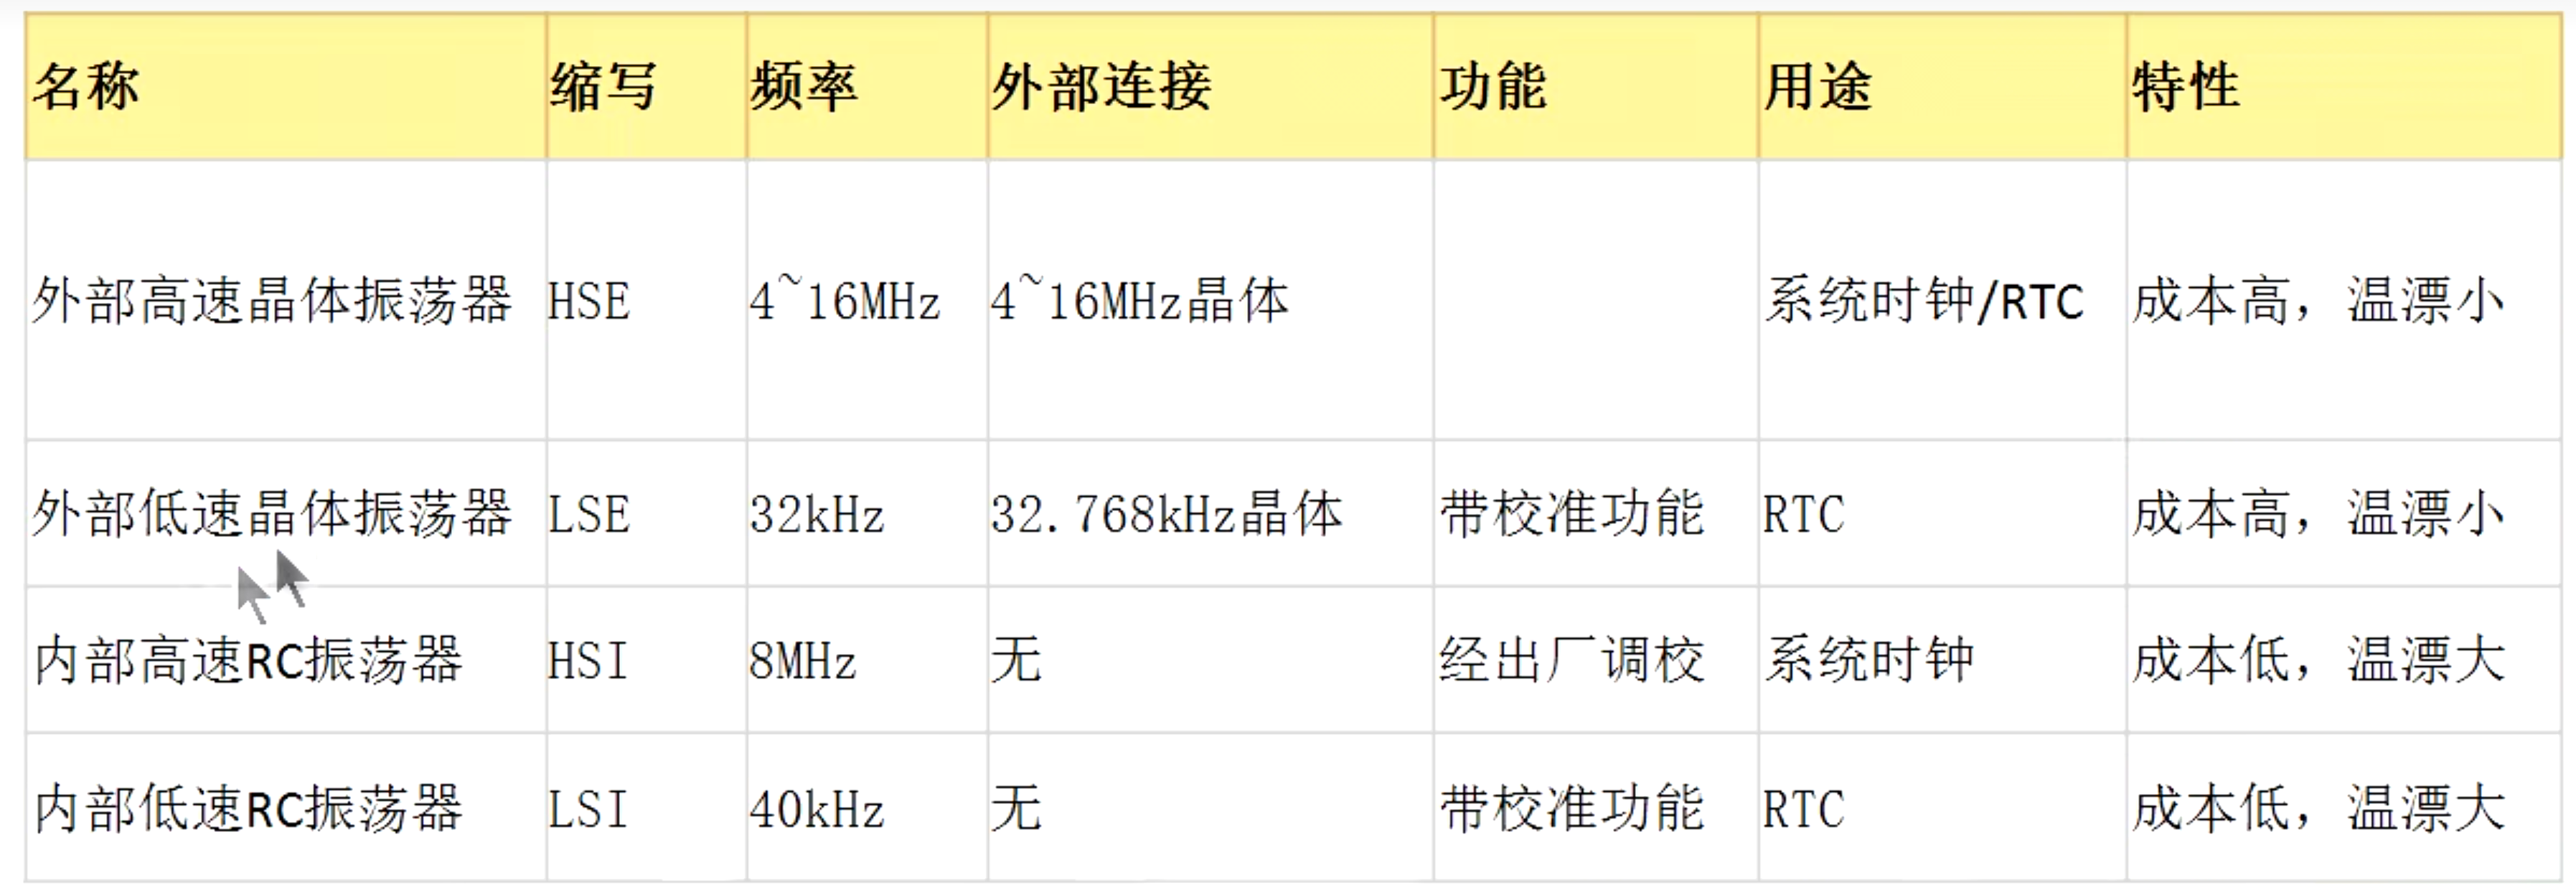 名称 缩写 频率 外部连接 功能 用途 特性
外部高速晶体振荡器 HSE 4~16MHz 4~16MHz晶体 系统时钟/RTC 成本高，温漂小
外部低速晶体振荡器 LSE 32kHz 32.768kHz晶体 带校准功能 RTC 成本高，温漂小
内部高速RC振荡器 HSI 8MHz 无 经出厂调校 系统时钟 成本低，温漂大
内部低速RC振荡器 LSI 40kHz 无 带校准功能 RTC 成本低，温漂大